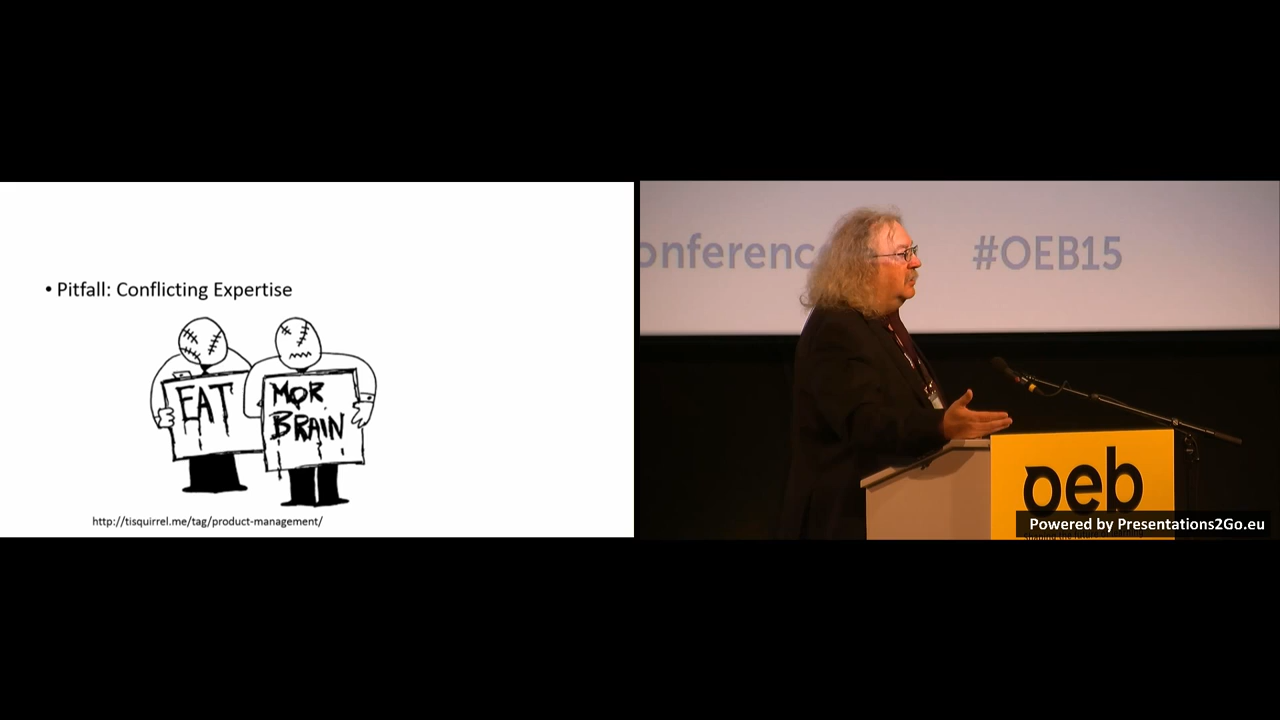 • Pitfall: Conflicting Expertise
EAT
MOR
BRAIN
http://tisquirrel.me/tag/product-management/
onferenc
#OEB15
oeb
Powered by Presentations2Go.eu